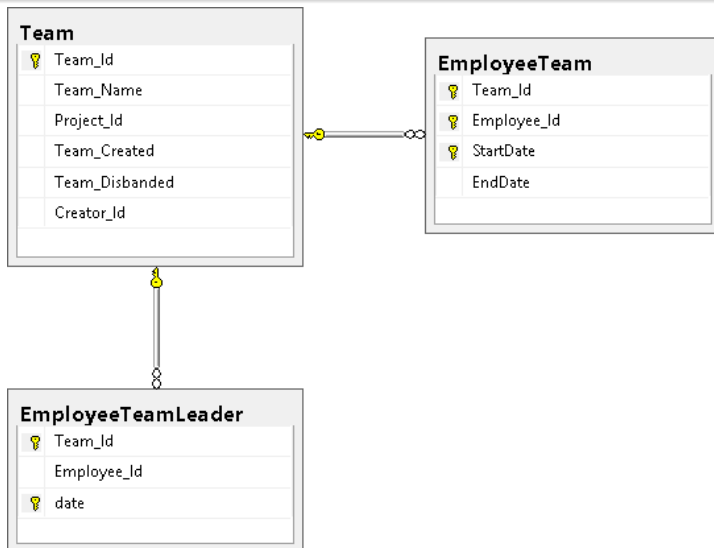 Team
Team_Id
Team_Name
Project_Id
Team_Created
Team_Disbanded
Creator_Id
EmployeeTeam
Team_Id
Employee_Id
StartDate
EndDate
EmployeeTeamLeader
Team_Id
Employee_Id
date